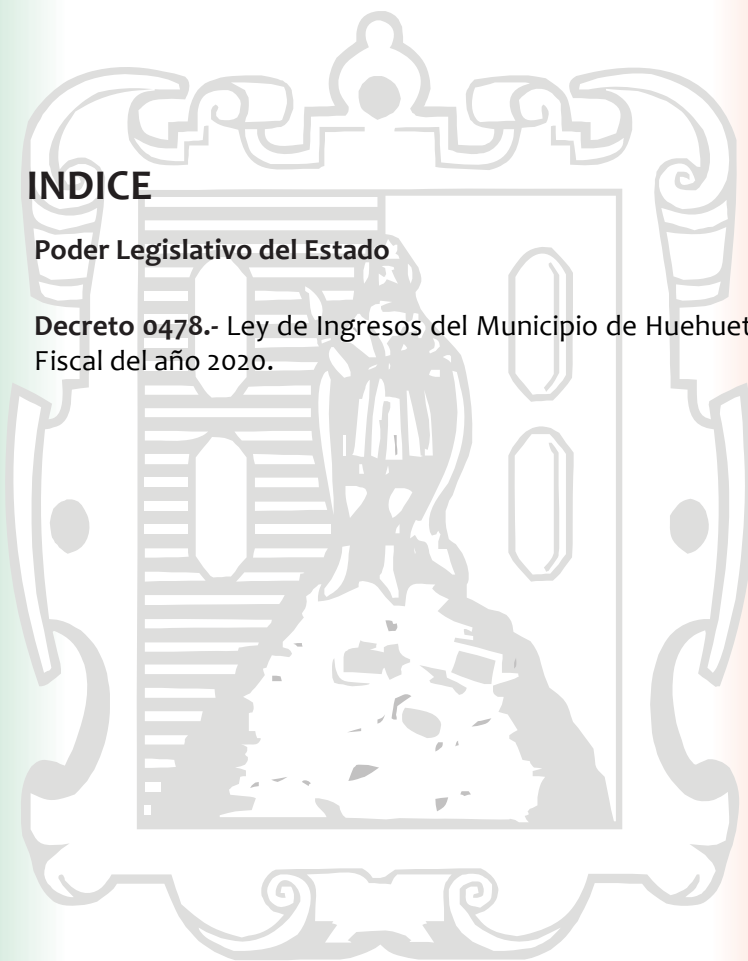 INDICE
Poder Legislativo del Estado
Decreto 0478.- Ley de Ingresos del Municipio de
Fiscal del año 2020.